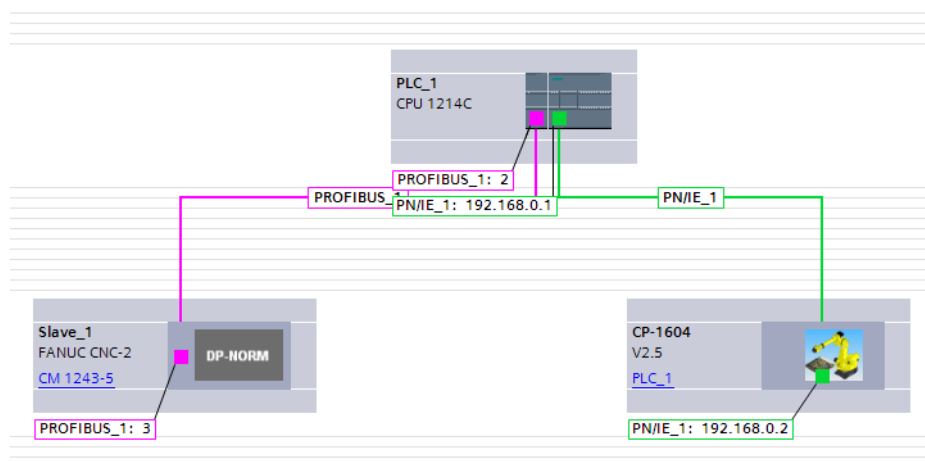 PLC_1
CPU 1214C
PROFIBUS_1: 2
PROFIBUS_1
PN/IE_1: 192.168.0.1
PN/IE_1
Slave_1
FANUC CNC-2
CM 1243-5
DP-NORM
PROFIBUS_1: 3
CP-1604
V2.5
PLC_1
PN/IE_1: 192.168.0.2